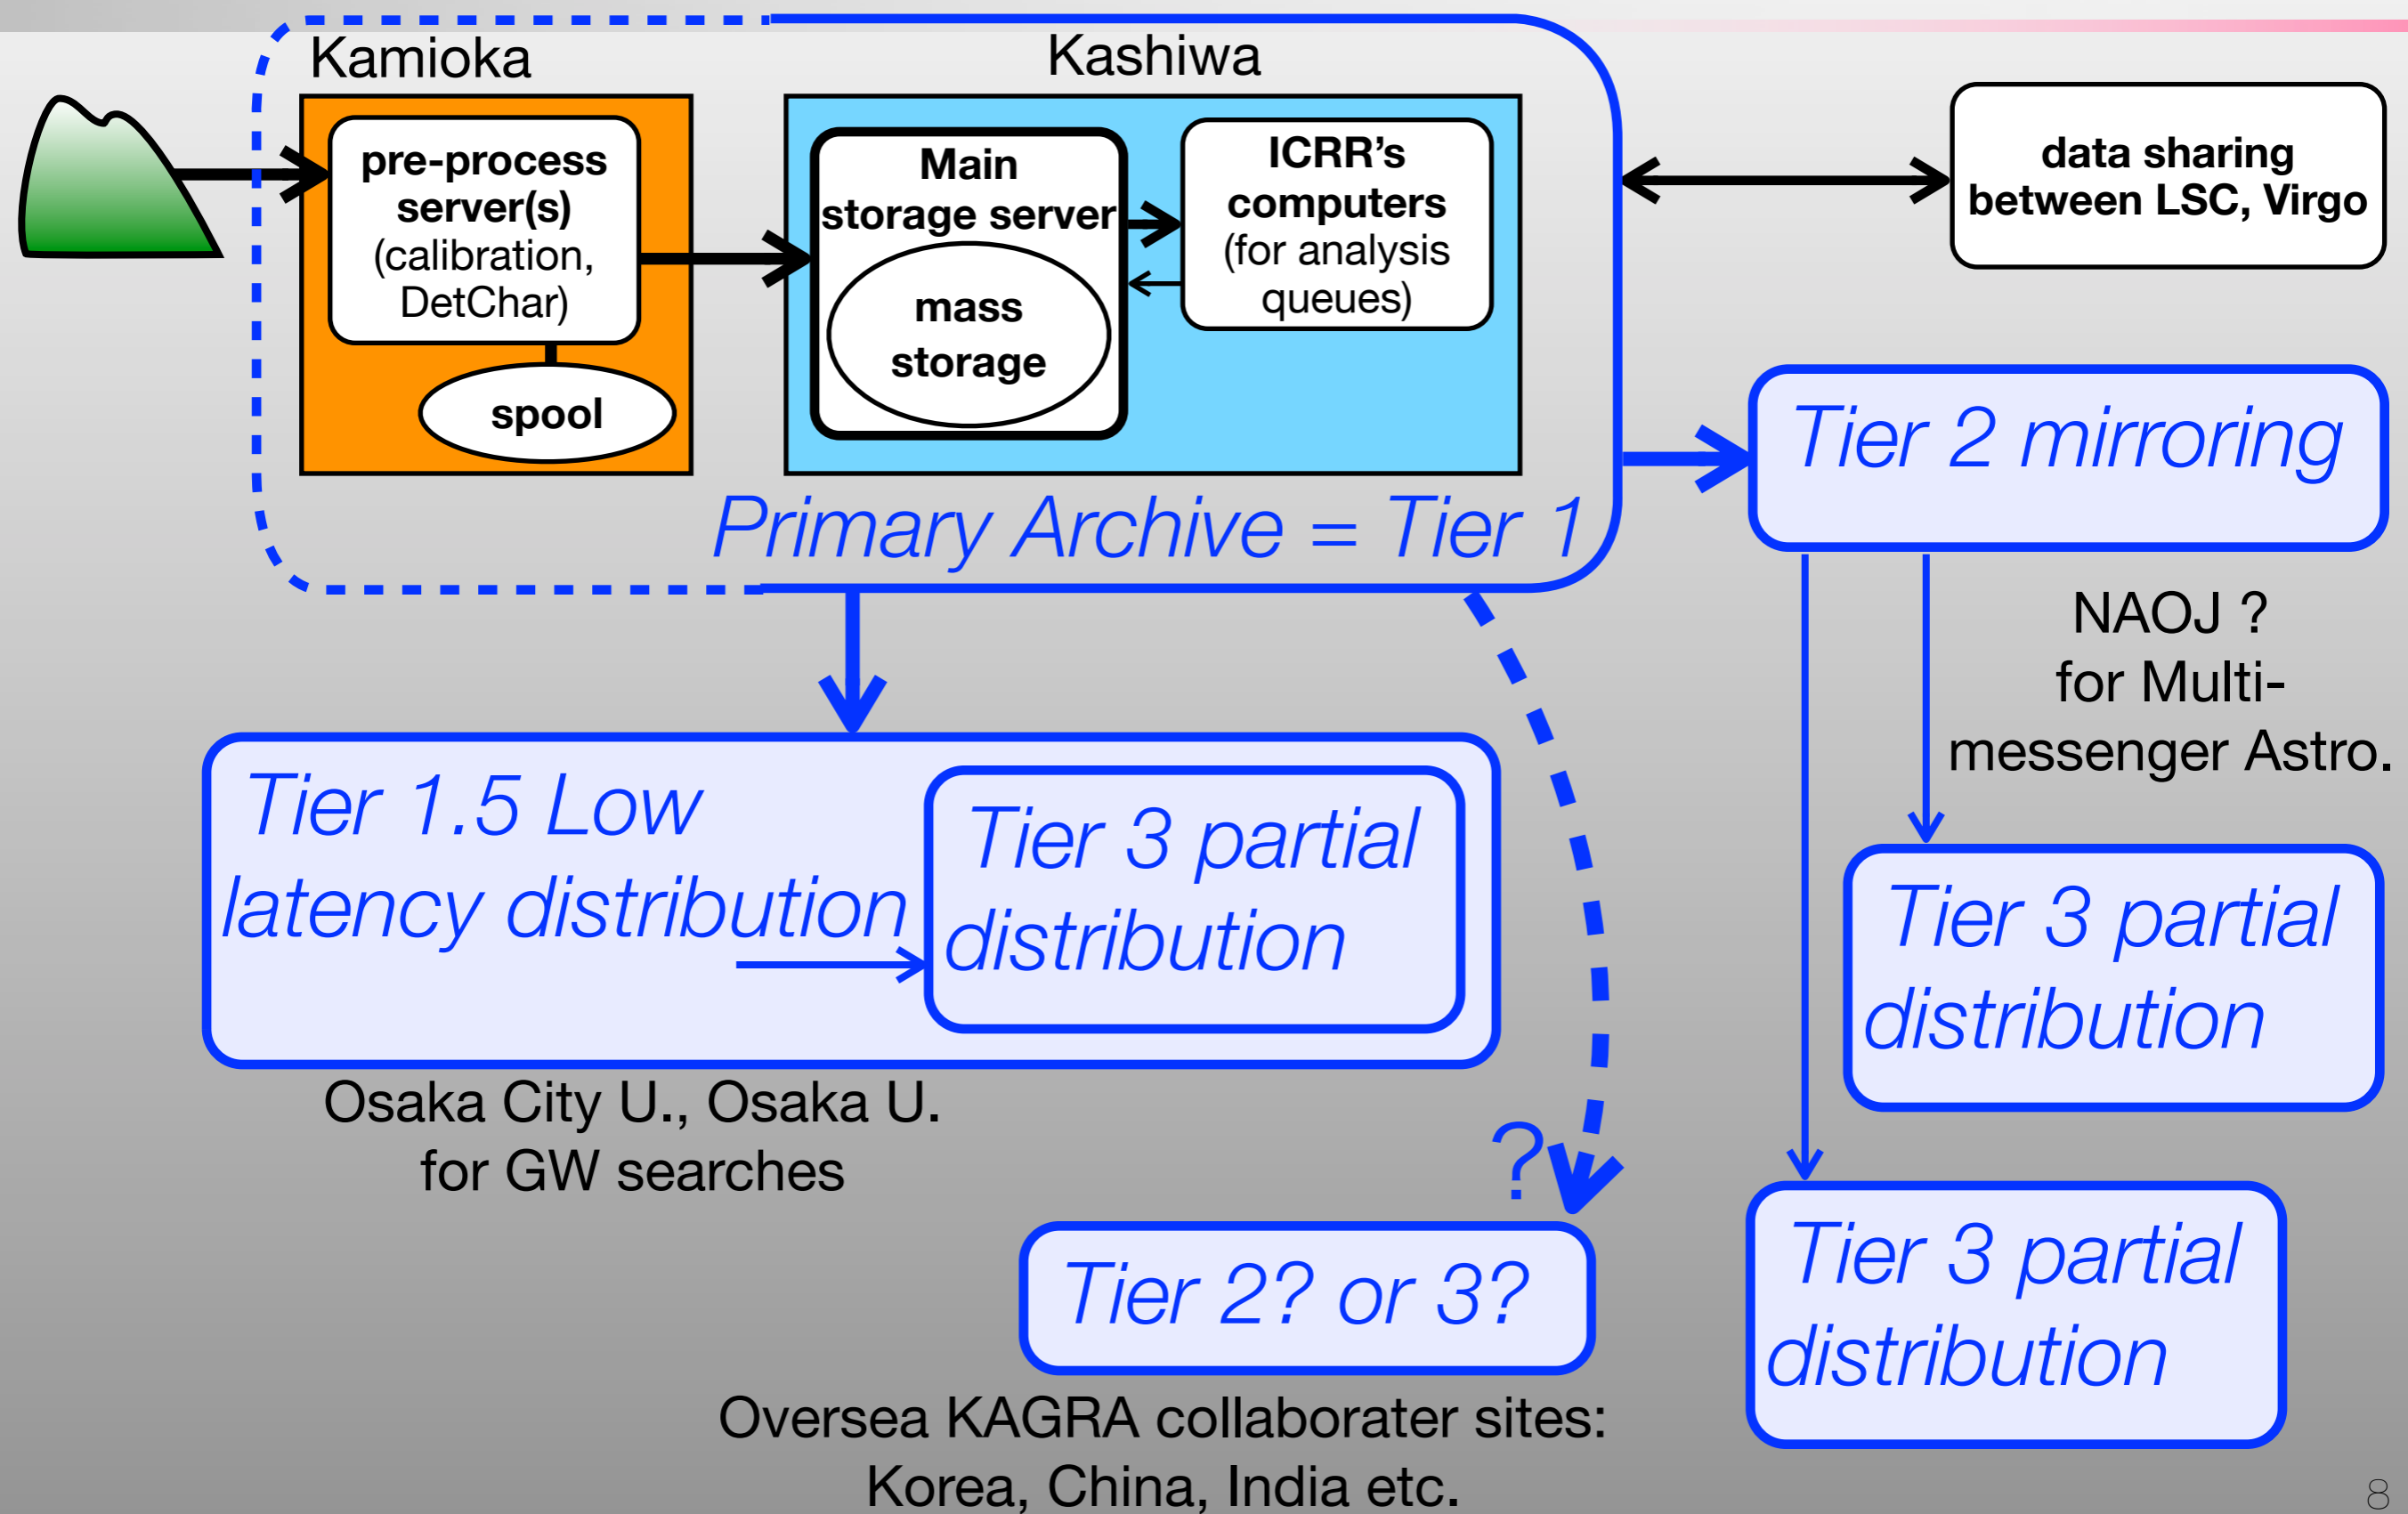 Kamioka
Kashiwa
pre-process
server(s)
(calibration,
DetChar)
spool
Main
storage server
mass
storage
ICRR's
computers
(for analysis
queues)
data sharing
between LSC, Virgo
Primary Archive = Tier 1
Tier 2 mirroring
NAOJ ?
for Multi-
messenger Astro.
Tier 1.5 Low
latency distribution
Tier 3 partial
distribution
Tier 3 partial
distribution
Osaka City U., Osaka U.
for GW searches
?
Tier 2? or 3?
Tier 3 partial
distribution
Oversea KAGRA collaborater sites:
Korea, China, India etc.
8